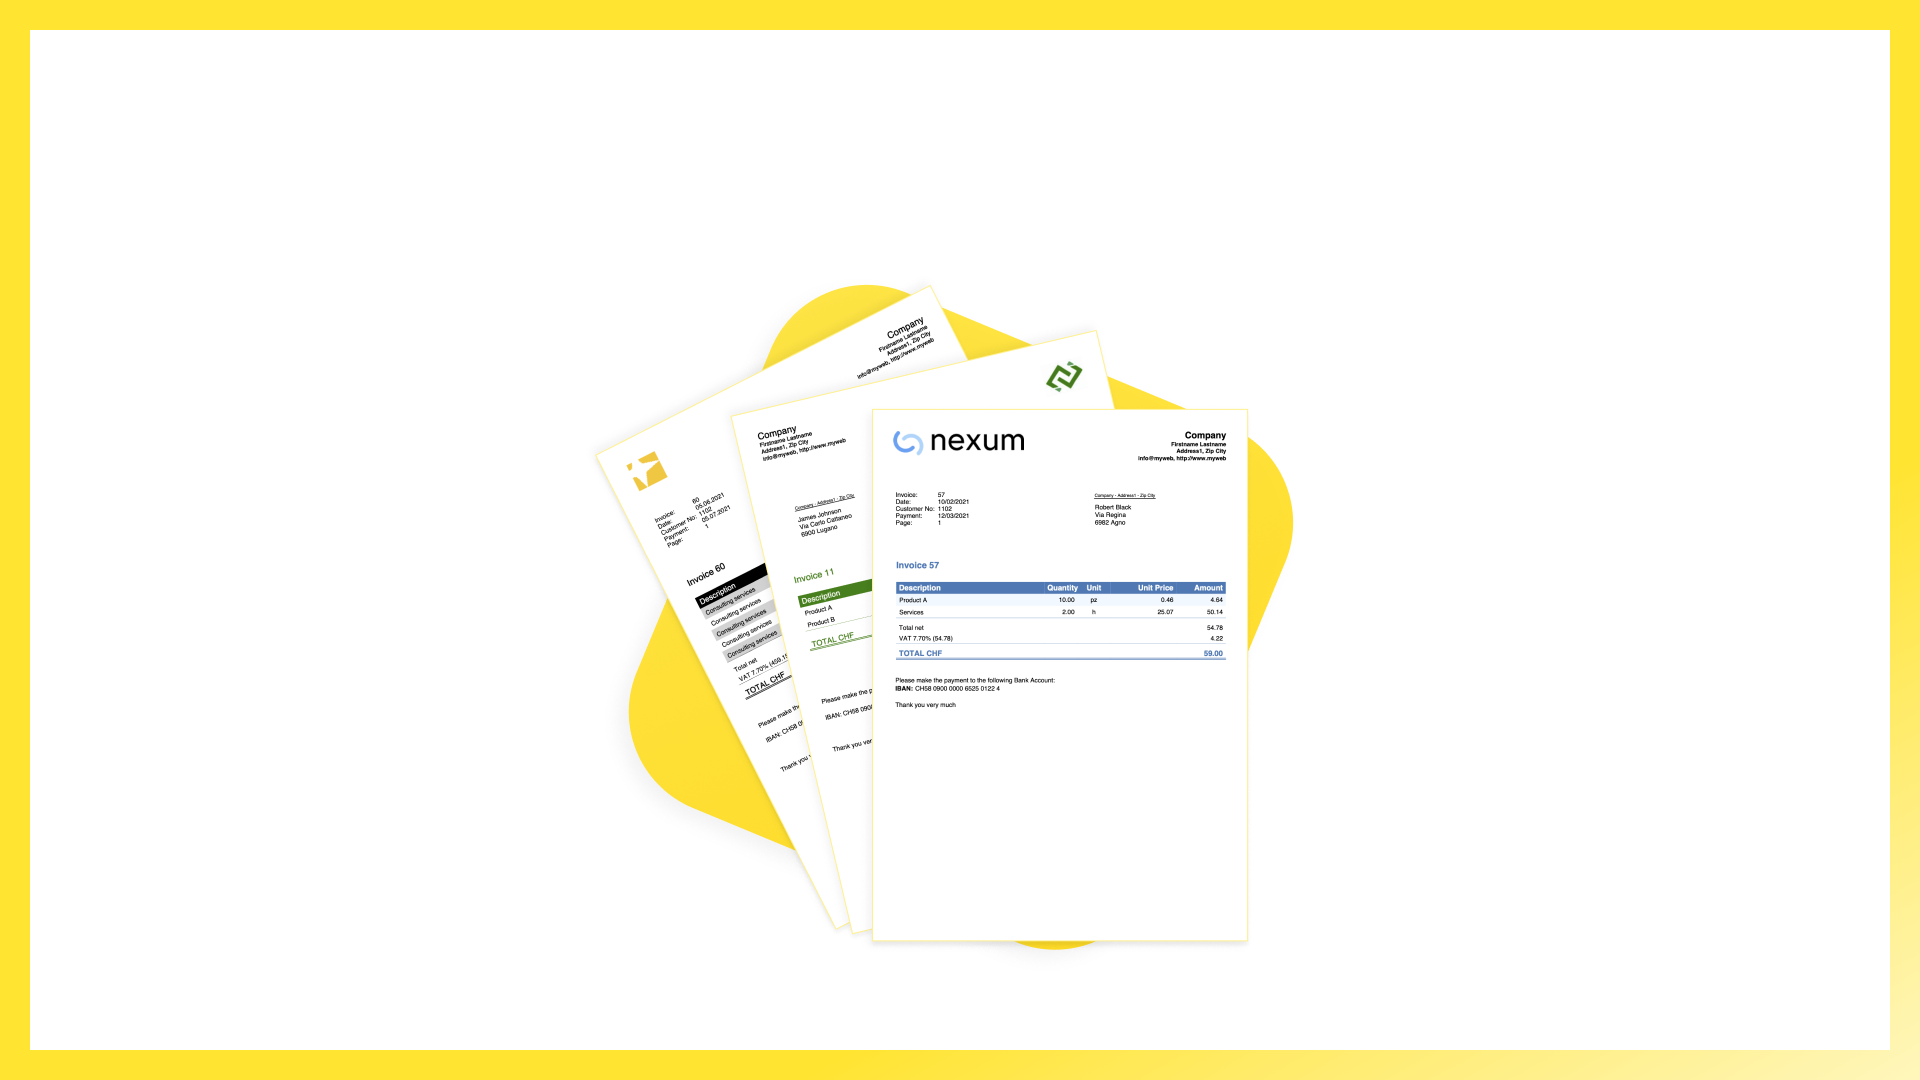 Company
Firstname Lastname
Address1, Zip City
info@myweb, http://www.myweb
Invoice: 60
Date: 05.06.2021
Customer No: 1102
Payment: 05.07.2021
Page: 1
Invoice 60
Description
Consulting services
Consulting services
Consulting services
Consulting services
Consulting services
Total net
VAT 7.70% (459.15
TOTAL CHF
Please make th
IBAN: CH58 0
Thank you
Company
Firstname Lastname
Address1, Zip City
info@myweb, http://www.myweb
Company - Address1 - Zip City
James Johnson
Via Carlo Cattaneo
6900 Lugano
Invoice 11
Description
Product A
Product B
TOTAL CHF
Please make the p
IBAN: CH58 090
Thank you ver
nexum
Company
Firstname Lastname
Address1, Zip City
info@myweb, http://www.myweb
Invoice: 57
Date: 10/02/2021
Customer No: 1102
Payment: 12/03/2021
Page: 1
Company - Address1 - Zip City
Robert Black
Via Regina
6982 Agno
Invoice 57
Description Quantity Unit Unit Price Amount
Product A 10.00 pz 0.46 4.64
Services 2.00 h 25.07 50.14
Total net 54.78
VAT 7.70% (54.78) 4.22
TOTAL CHF 59.00
Please make the payment to the following Bank Account:
IBAN: CH58 0900 0000 6525 0122 4
Thank you very much